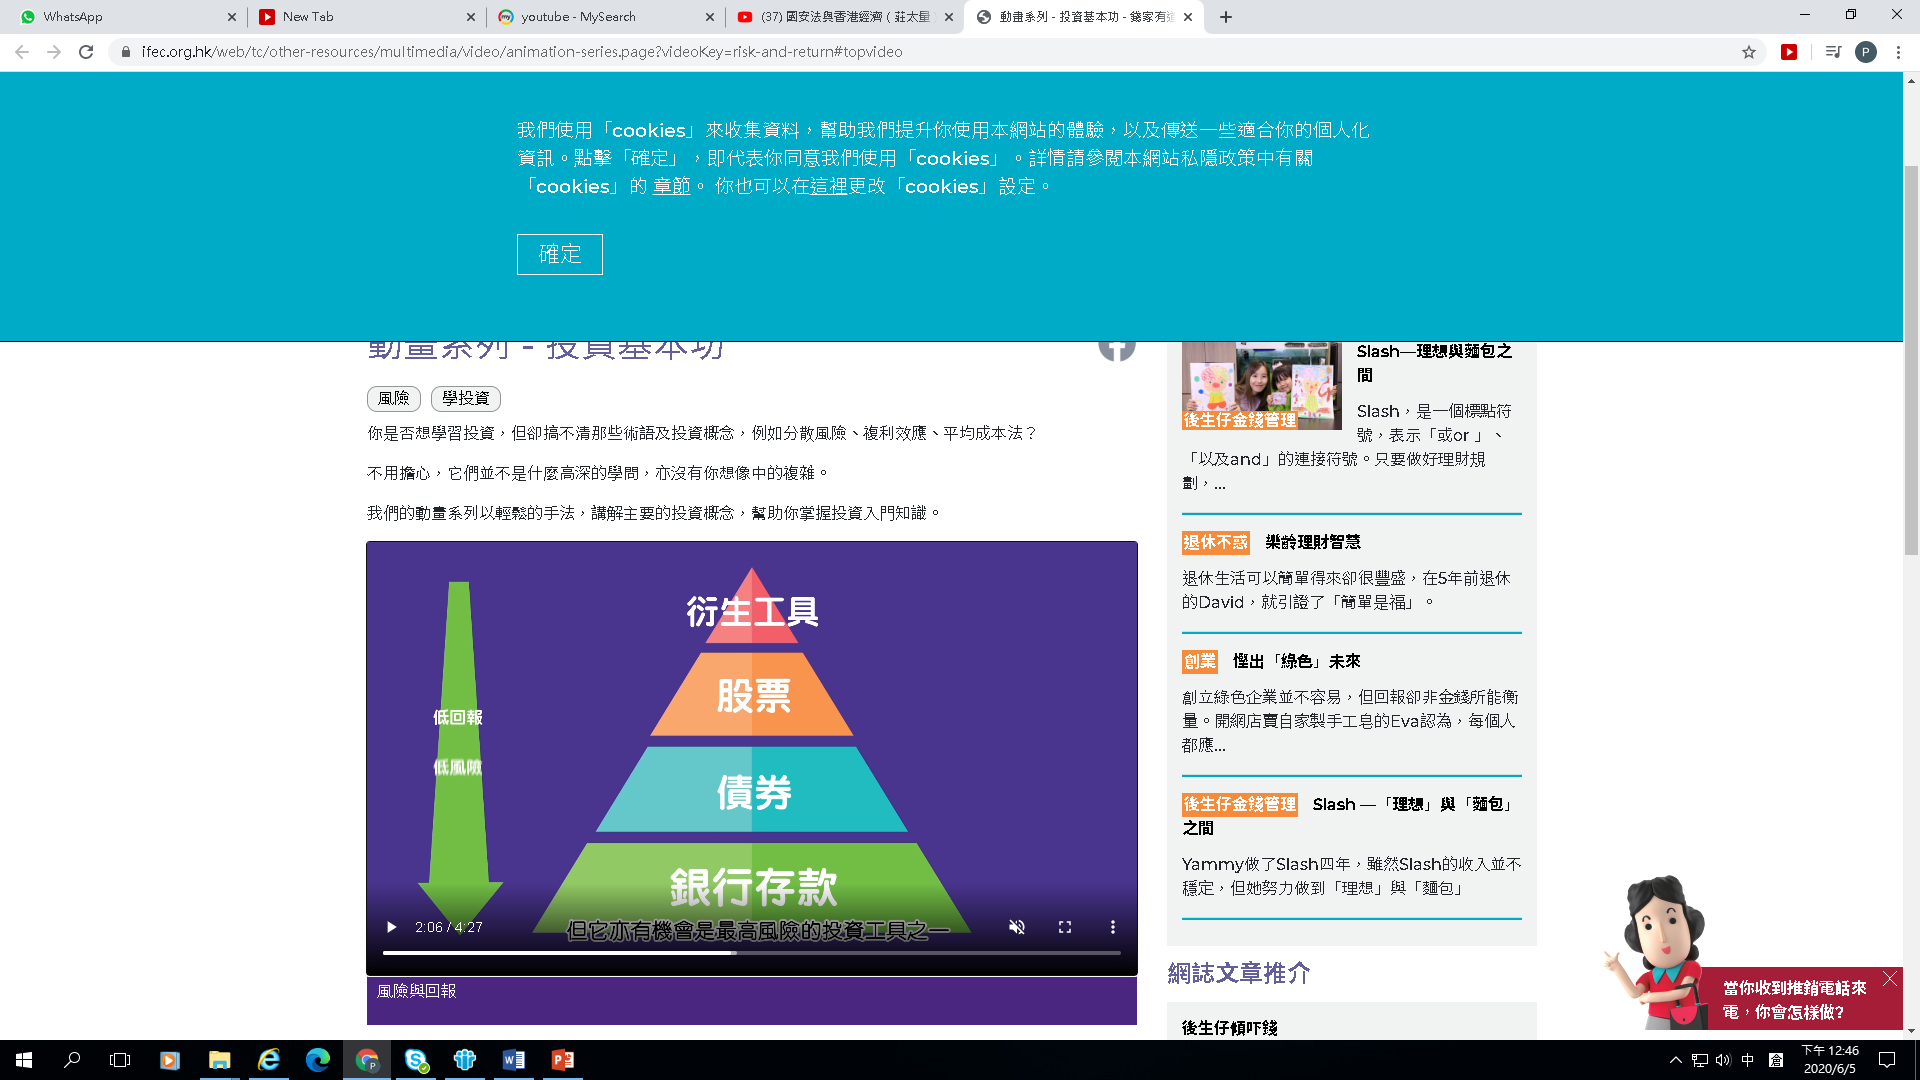 WhatsApp
New Tab
youtube - MySearch
(37) 國安法與香港經濟 ( 莊太量
動畫系列 - 投資基本功 - 錢家有道
ifec.org.hk/web/tc/other-resources/multimedia/video/animation-series.page?videoKey=risk-and-return#topvideo
P
我們使用「cookies」來收集資料，幫助我們提升你使用本網站的體驗，以及傳送一些適合你的個人化
資訊。點擊「確定」，即代表你同意我們使用「cookies」。詳情請參閱本網站私隱政策中有關
「cookies」的 章節。 你也可以在這裡更改「cookies」設定。
確定
動畫系列 - 投資基本功
風險
學投資
你是否想學習投資，但卻搞不清那些術語及投資概念，例如分散風險、複利效應、平均成本法？
不用擔心，它們並不是什麼高深的學問，亦沒有你想像中的複雜。
我們的動畫系列以輕鬆的手法，講解主要的投資概念，幫助你掌握投資入門知識。
衍生工具
股票
債券
銀行存款
低回報
低風險
但它亦有機會是最高風險的投資工具之一
2:06 / 4:27
風險與回報
後生仔金錢管理
Slash—理想與麵包之
間
Slash，是一個標點符
號，表示「或or 」、
「以及and」的連接符號。只要做好理財規
劃，...
退休不惑 樂齡理財智慧
退休生活可以簡單得來卻很豐盛，在5年前退休
的David，就引證了「簡單是福」。
創業 慳出「綠色」未來
創立綠色企業並不容易，但回報卻非金錢所能衡
量。開網店賣自家製手工皂的Eva認為，每個人
都應...
後生仔金錢管理 Slash —「理想」與「麵包」
之間
Yammy做了Slash四年，雖然Slash的收入並不
穩定，但她努力做到「理想」與「麵包」
網誌文章推介
後生仔傾吓錢
當你收到推銷電話來
電，你會怎樣做?
中
倉
下午 12:46
2020/6/5